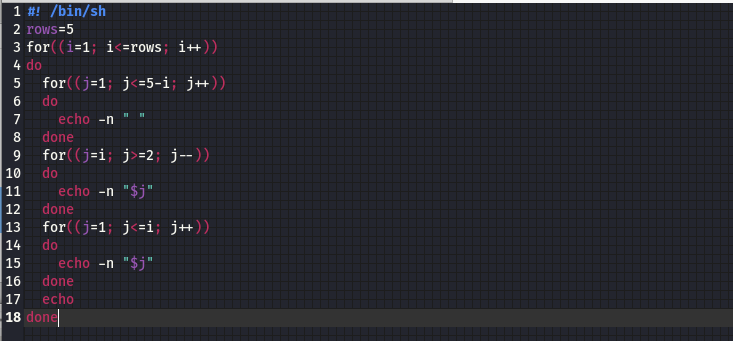 1 #! /bin/sh
2 rows=5
3 for((i=1; i<=rows; i++))
4 do
5   for((j=1; j<=5-i; j++))
6   do
7     echo -n " "
8   done
9   for((j=i; j>=2; j--))
10   do
11     echo -n "$j"
12   done
13   for((j=1; j<=i; j++))
14   do
15     echo -n "$j"
16   done
17   echo
18 done